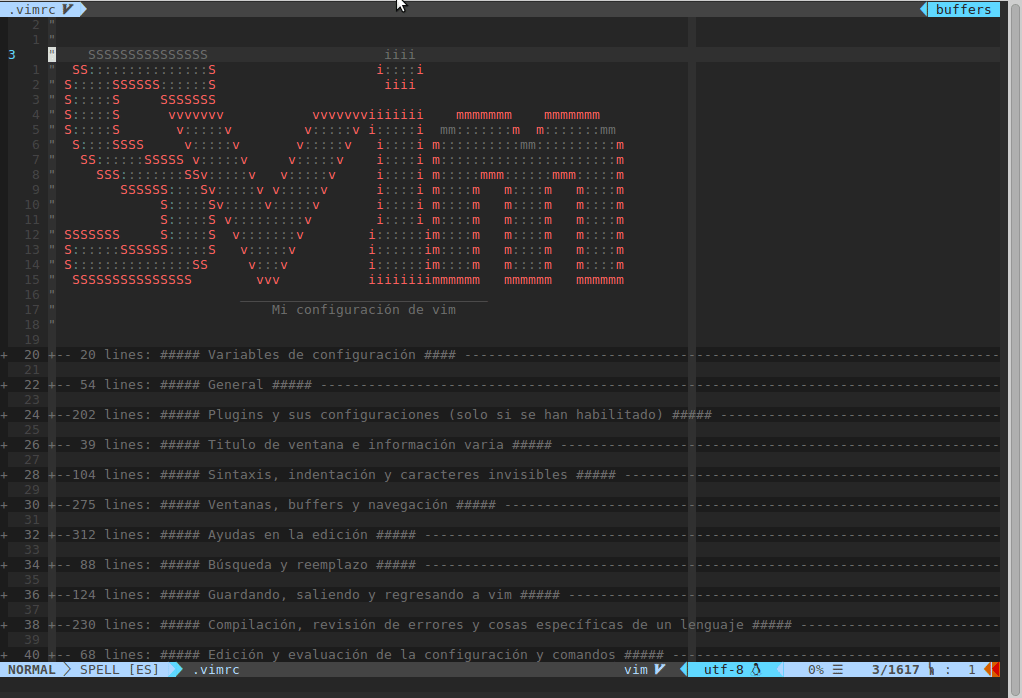 .vimrc buffers
2 "
1 "
3 "    SSSSSSSSSSSSSSS                      iiii
1 "  SS:::::::::::::::S                    i::::i
2 " S:::::SSSSSS::::::S                     iiii
3 " S:::::S     SSSSSSS
4 " S:::::S      vvvvvvv           vvvvvvviiiiiii    mmmmmmm    mmmmmmm
5 " S:::::S       v:::::v         v:::::v i:::::i  mm:::::::m  m:::::::mm
6 "  S::::SSSS     v:::::v       v:::::v   i::::i m::::::::::mm::::::::::m
7 "   SS::::::SSSSS v:::::v     v:::::v    i::::i m::::::::::::::::::::::m
8 "     SSS::::::::SSv:::::v   v:::::v     i::::i m:::::mmm::::::mmm:::::m
9 "        SSSSSS::::Sv:::::v v:::::v      i::::i m::::m   m::::m   m::::m
10 "             S:::::Sv:::::v:::::v       i::::i m::::m   m::::m   m::::m
11 "             S:::::S v:::::::::v        i::::i m::::m   m::::m   m::::m
12 " SSSSSSS     S:::::S  v:::::::v        i::::::im::::m   m::::m   m::::m
13 " S::::::SSSSSS:::::S   v:::::v         i::::::im::::m   m::::m   m::::m
14 " S:::::::::::::::SS     v:::v          i::::::im::::m   m::::m   m::::m
15 "  SSSSSSSSSSSSSSS        vvv           iiiiiiiimmmmmm   mmmmmm   mmmmmm
16 "                       _______________________________
17 "                           Mi configuración de vim
18 "
19
+ 20 +-- 20 lines: ##### Variables de configuración #### -------------------------------------------------------------------
21
+ 22 +-- 54 lines: ##### General ##### -------------------------------------------------------------------------------------
23
+ 24 +--202 lines: ##### Plugins y sus configuraciones (solo si se han habilitado) ##### -----------------------------------
25
+ 26 +-- 39 lines: ##### Titulo de ventana e información varia ##### -------------------------------------------------------
27
+ 28 +--104 lines: ##### Sintaxis, indentación y caracteres invisibles ##### -----------------------------------------------
29
+ 30 +--275 lines: ##### Ventanas, buffers y navegación ##### --------------------------------------------------------------
31
+ 32 +--312 lines: ##### Ayudas en la edición ##### ------------------------------------------------------------------------
33
+ 34 +-- 88 lines: ##### Búsqueda y reemplazo ##### ------------------------------------------------------------------------
35
+ 36 +--124 lines: ##### Guardando, saliendo y regresando a vim ##### ------------------------------------------------------
37
+ 38 +--230 lines: ##### Compilación, revisión de errores y cosas específicas de un lenguaje ##### -------------------------
39
+ 40 +-- 68 lines: ##### Edición y evaluación de la configuración y comandos ##### -----------------------------------------
NORMAL SPELL [ES] .vimrc vim utf-8 0% ☰ 3/1617 : 1